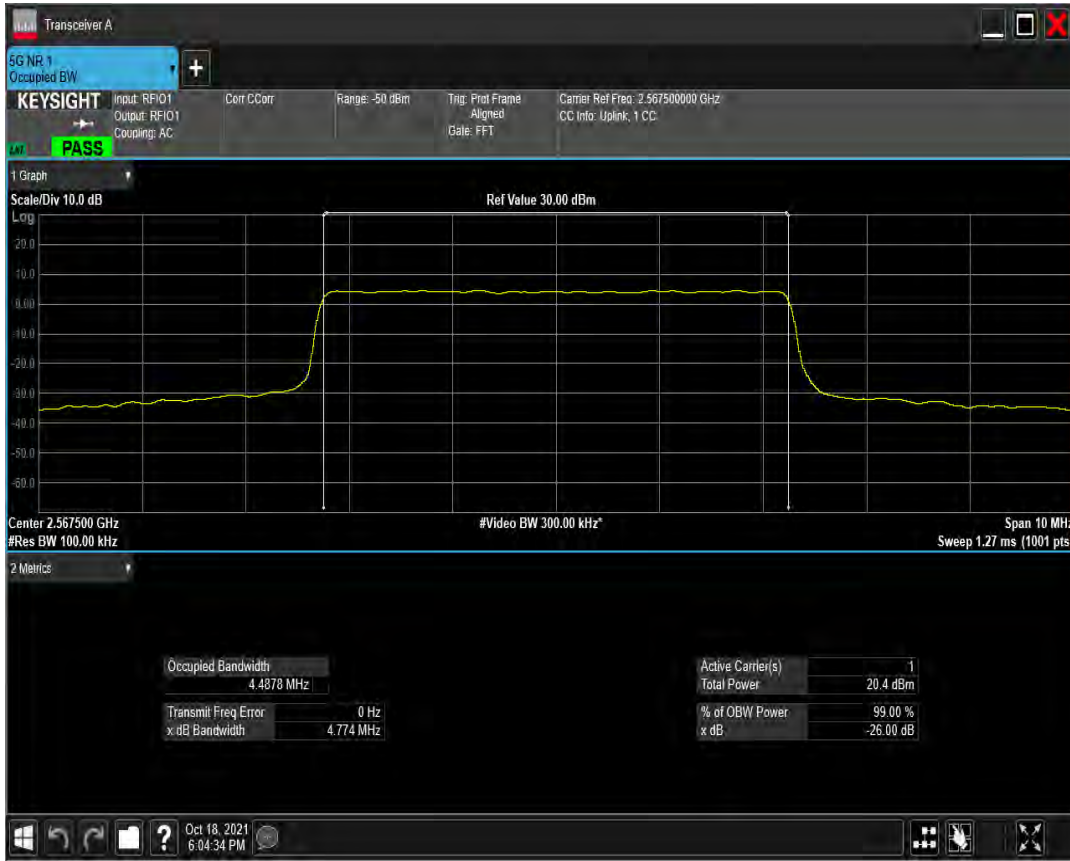 Transceiver A
5G NR 1
Occupied BW
+
KEYSIGHT
Input: RFIO1
Output: RFIO1
Coupling: AC
Corr CCorr
Range: -50 dBm
Trig: Prot Frame
Aligned
Gate: FFT
Carrier Ref Freq: 2.567500000 GHz
CC Info: Uplink, 1 CC
PASS
1 Graph
Scale/Div 10.0 dB
Ref Value 30.00 dBm
Log
20.0
10.0
0.00
-10.0
-20.0
-30.0
-40.0
-50.0
-60.0
Center 2.567500 GHz
#Video BW 300.00 kHz*
Span 10 MHz
#Res BW 100.00 kHz
Sweep 1.27 ms (1001 pts
2 Metrics
Occupied Bandwidth
4.4878 MHz
Transmit Freq Error 0 Hz
x dB Bandwidth 4.774 MHz
Active Carrier(s) 1
Total Power 20.4 dBm
% of OBW Power 99.00 %
x dB -26.00 dB
?
Oct 18, 2021
6:04:34 PM